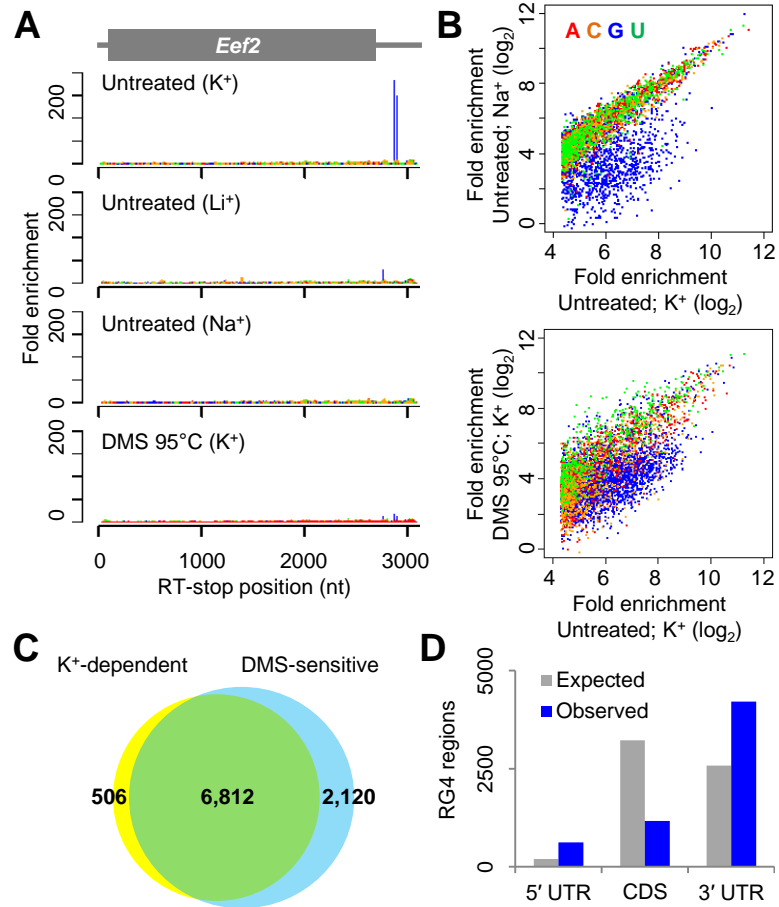 A
Eef2
Untreated (K⁺)
200
0
Untreated (Li⁺)
200
0
Untreated (Na⁺)
200
0
DMS 95°C (K⁺)
200
0
Fold enrichment
0 1000 2000 3000
RT-stop position (nt)
B
A C G U
12
8
4
0
Fold enrichment
Untreated; Na⁺ (log₂)
4 6 8 10 12
Fold enrichment
Untreated; K⁺ (log₂)
12
8
4
0
Fold enrichment
DMS 95°C; K⁺ (log₂)
4 6 8 10 12
Fold enrichment
Untreated; K⁺ (log₂)
C
K⁺-dependent DMS-sensitive
506 6,812 2,120
D
Expected
Observed
5000
2500
0
RG4 regions
5′ UTR CDS 3′ UTR